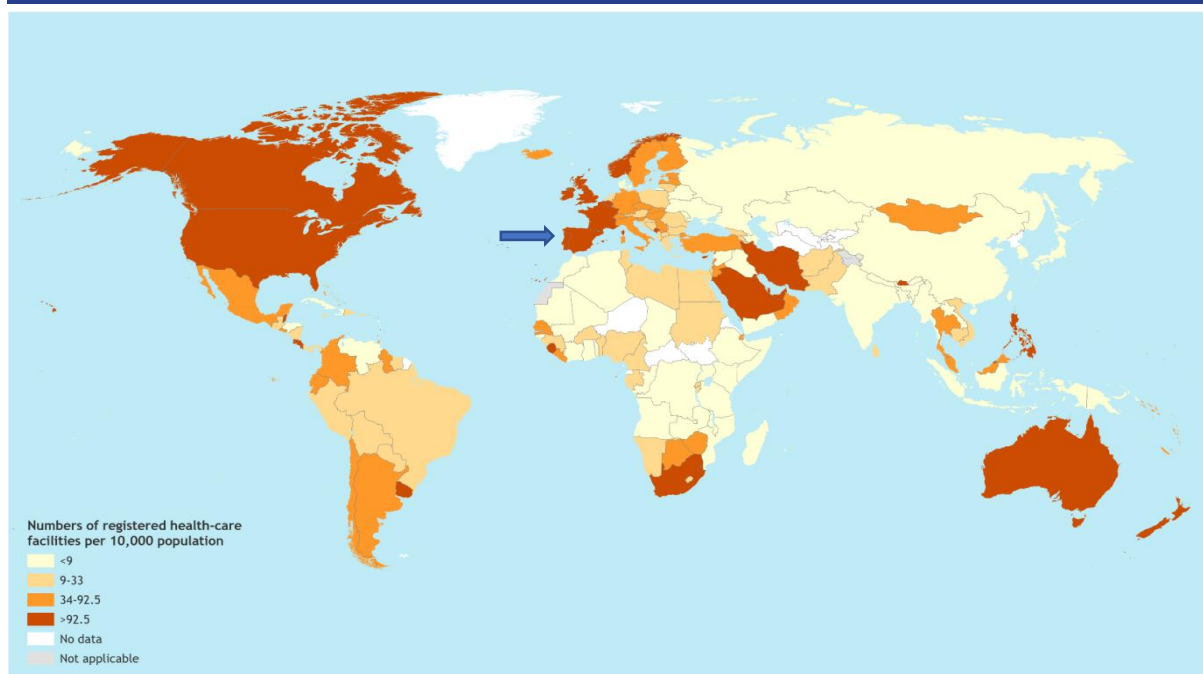 Numbers of registered health-care
facilities per 10,000 population
<9
9-33
34-92.5
>92.5
No data
Not applicable